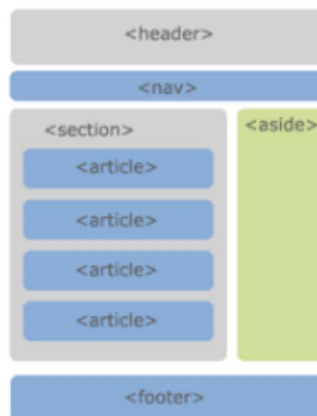 <header>
<nav>
<section>
<article>
<article>
<article>
<article>
<aside>
<footer>